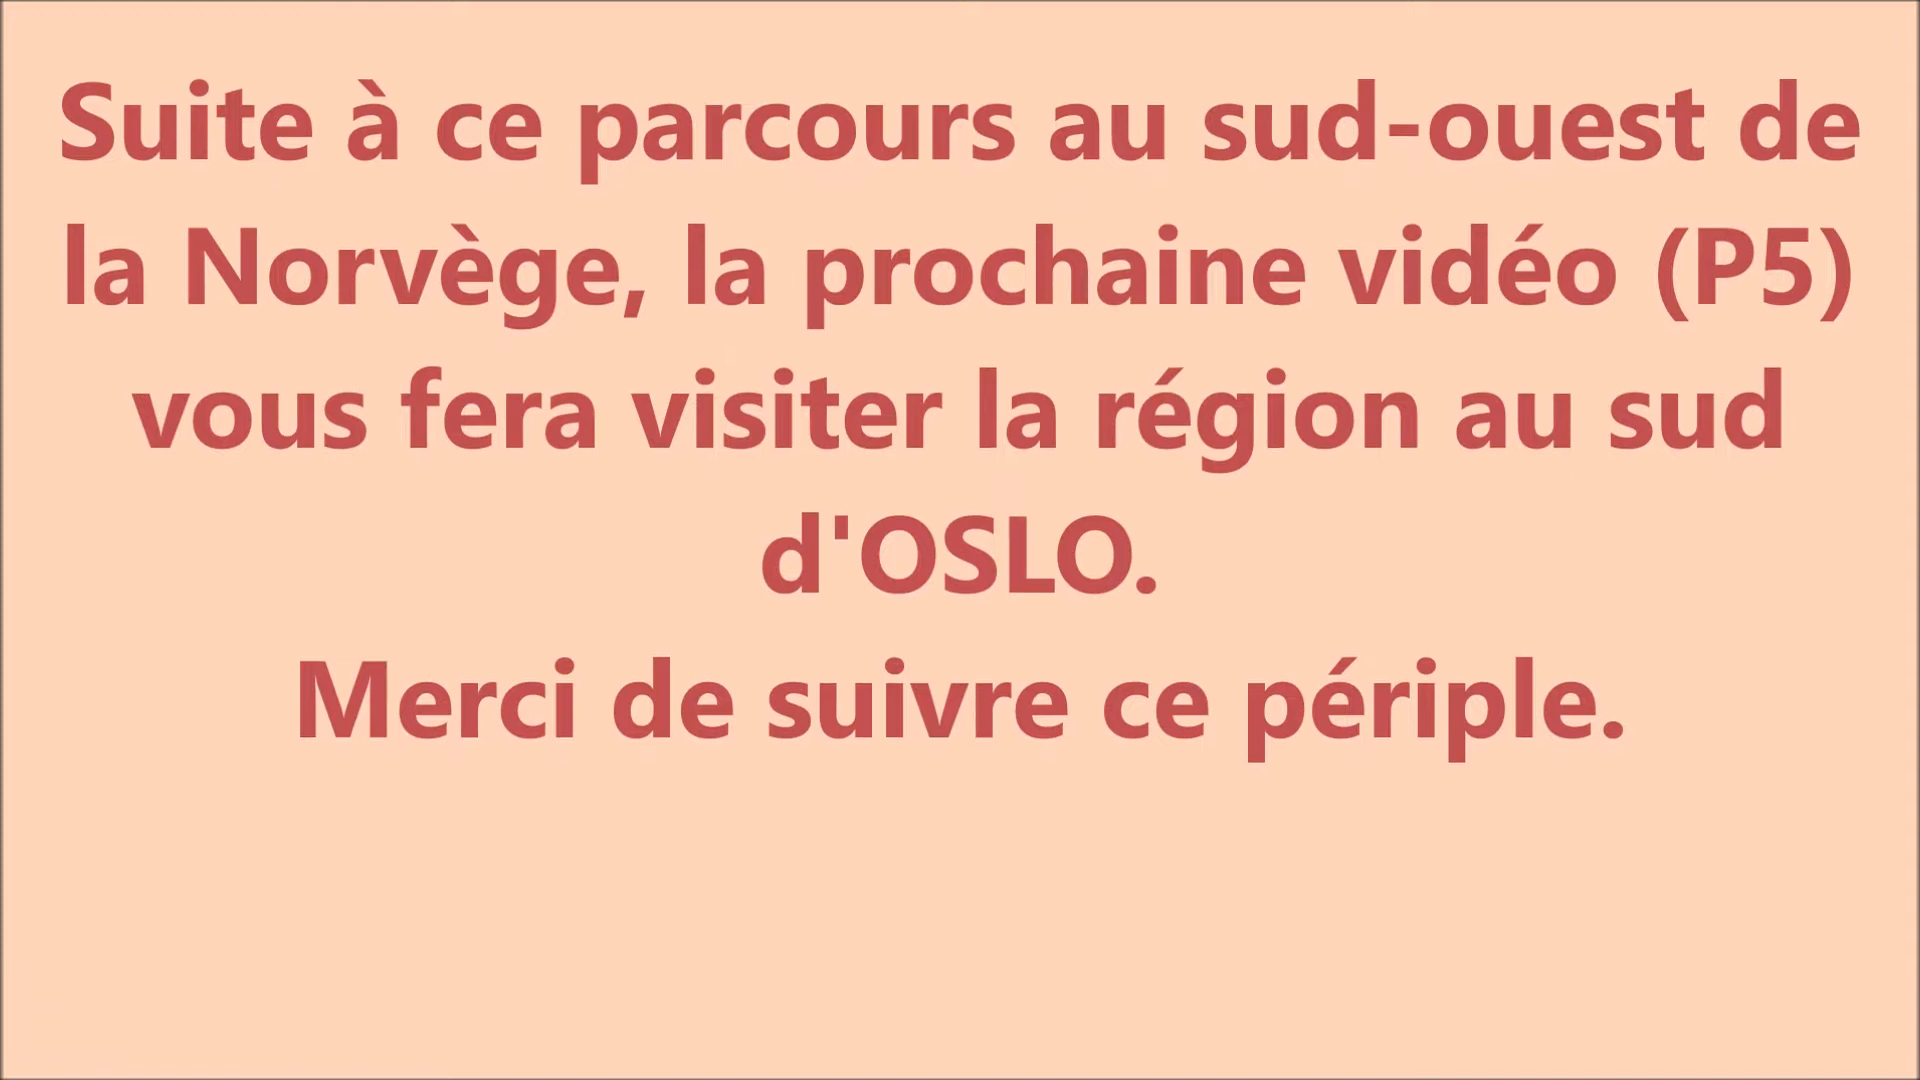 Suite à ce parcours au sud-ouest de
la Norvège, la prochaine vidéo (P5)
vous fera visiter la région au sud
d'OSLO.
Merci de suivre ce périple.